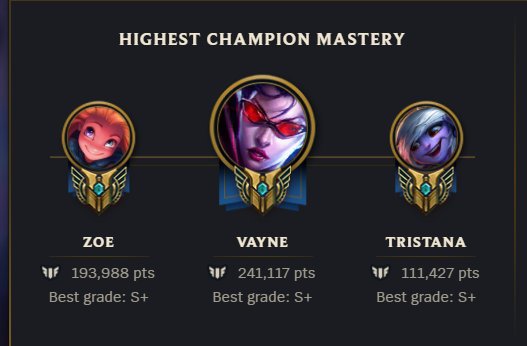 HIGHEST CHAMPION MASTERY
ZOE
193,988 pts
Best grade: S+
VAYNE
241,117 pts
Best grade: S+
TRISTANA
111,427 pts
Best grade: S+